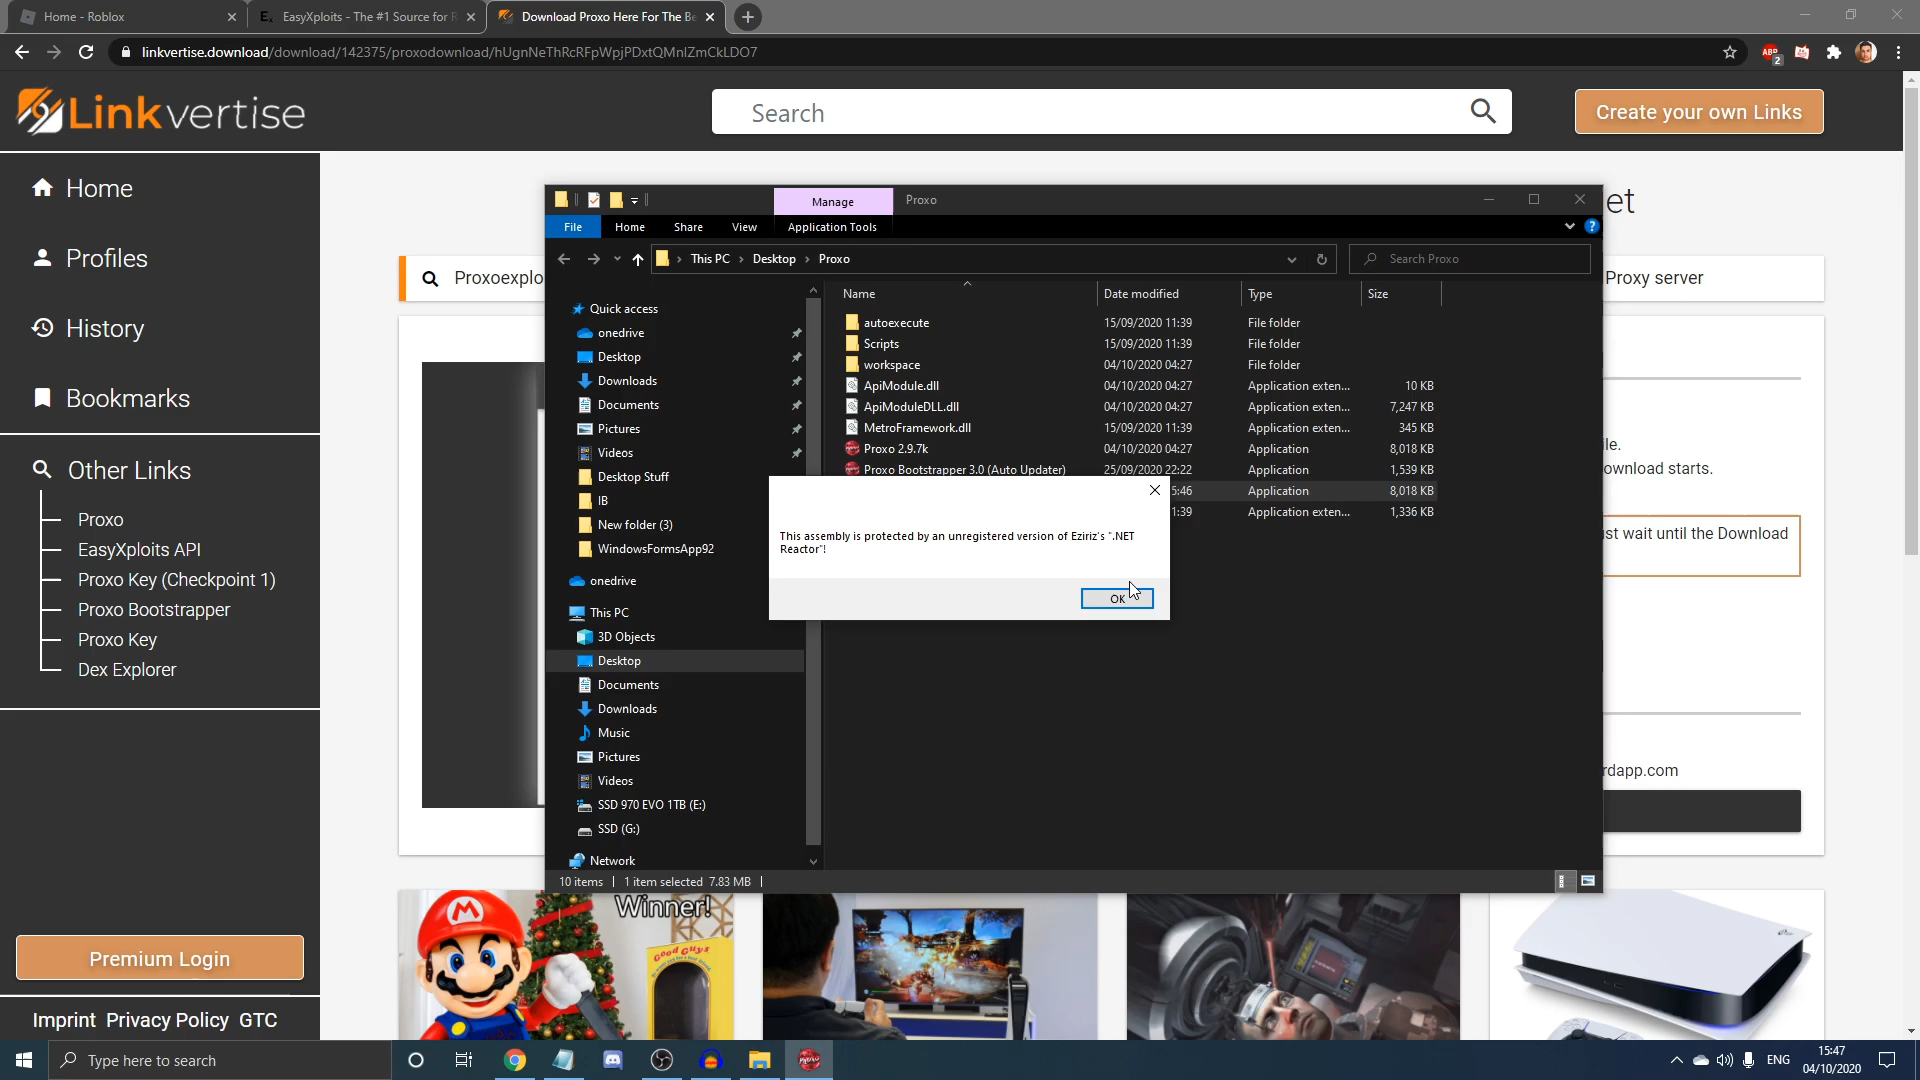 Home - Roblox
EasyXploits - The #1 Source for R
Download Proxo Here For The Be
linkvertise.download/download/142375/proxodownload/hUgnNeThRcRFpWpjPDxtQMnlZmCkLDO7
ABP
2
Linkvertise
Search
Create your own Links
Home
Profiles
History
Bookmarks
Other Links
Proxo
EasyXploits API
Proxo Key (Checkpoint 1)
Proxo Bootstrapper
Proxo Key
Dex Explorer
Premium Login
Imprint Privacy Policy GTC
et
Proxoexplo
Proxy server
Manage
Proxo
File
Home
Share
View
Application Tools
This PC
Desktop
Proxo
Search Proxo
Quick access
onedrive
Desktop
Downloads
Documents
Pictures
Videos
Desktop Stuff
IB
New folder (3)
WindowsFormsApp92
onedrive
This PC
3D Objects
Desktop
Documents
Downloads
Music
Pictures
Videos
SSD 970 EVO 1TB (E:)
SSD (G:)
Network
Name Date modified Type Size
autoexecute 15/09/2020 11:39 File folder
Scripts 15/09/2020 11:39 File folder
workspace 04/10/2020 04:27 File folder
ApiModule.dll 04/10/2020 04:27 Application exten... 10 KB
ApiModuleDLL.dll 04/10/2020 04:27 Application exten... 7,247 KB
MetroFramework.dll 15/09/2020 11:39 Application exten... 345 KB
Proxo 2.9.7k 04/10/2020 04:27 Application 8,018 KB
Proxo Bootstrapper 3.0 (Auto Updater) 25/09/2020 22:22 Application 1,539 KB
5:46 Application 8,018 KB
1:39 Application exten... 1,336 KB
This assembly is protected by an unregistered version of Eziriz's ".NET
Reactor"!
OK
10 items 1 item selected 7.83 MB
le.
ownload starts.
st wait until the Download
rdapp.com
Winner!
Good Guys
Type here to search
ENG
15:47
04/10/2020